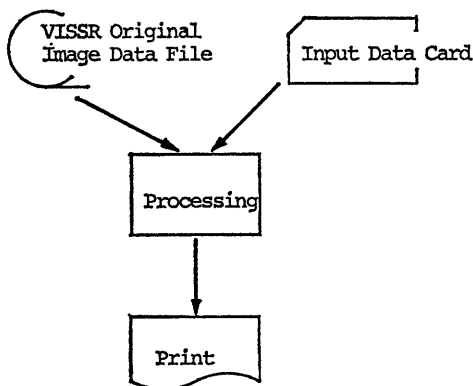 VISSR Original
Image Data File
Input Data Card
Processing
Print